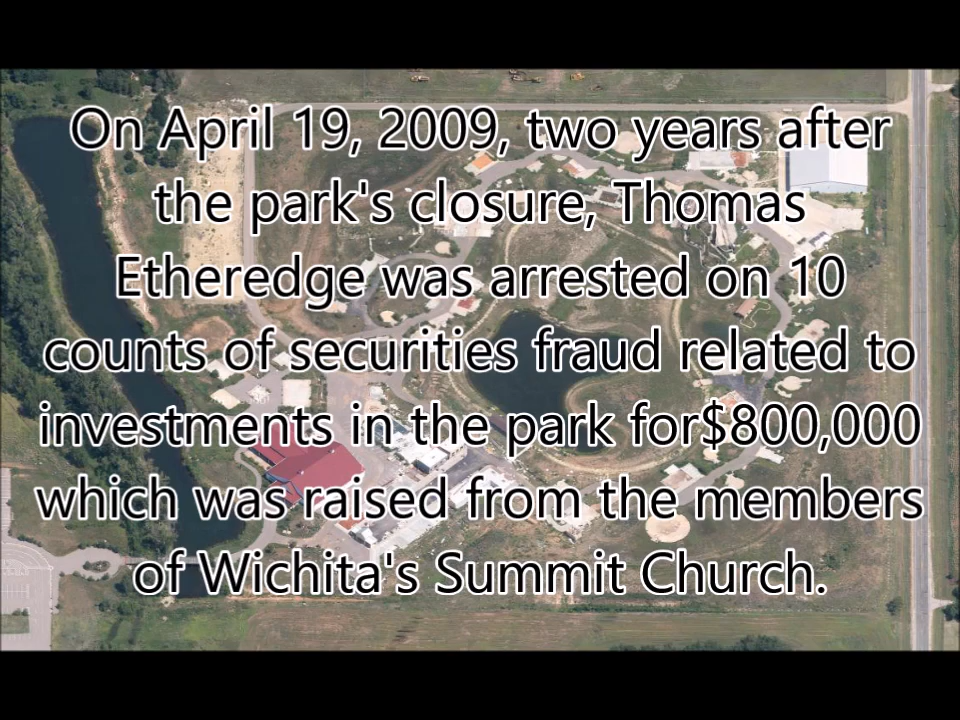 On April 19, 2009, two years after
the park's closure, Thomas
Etheredge was arrested on 10
counts of securities fraud related to
investments in the park for$800,000
which was raised from the members
of Wichita's Summit Church.